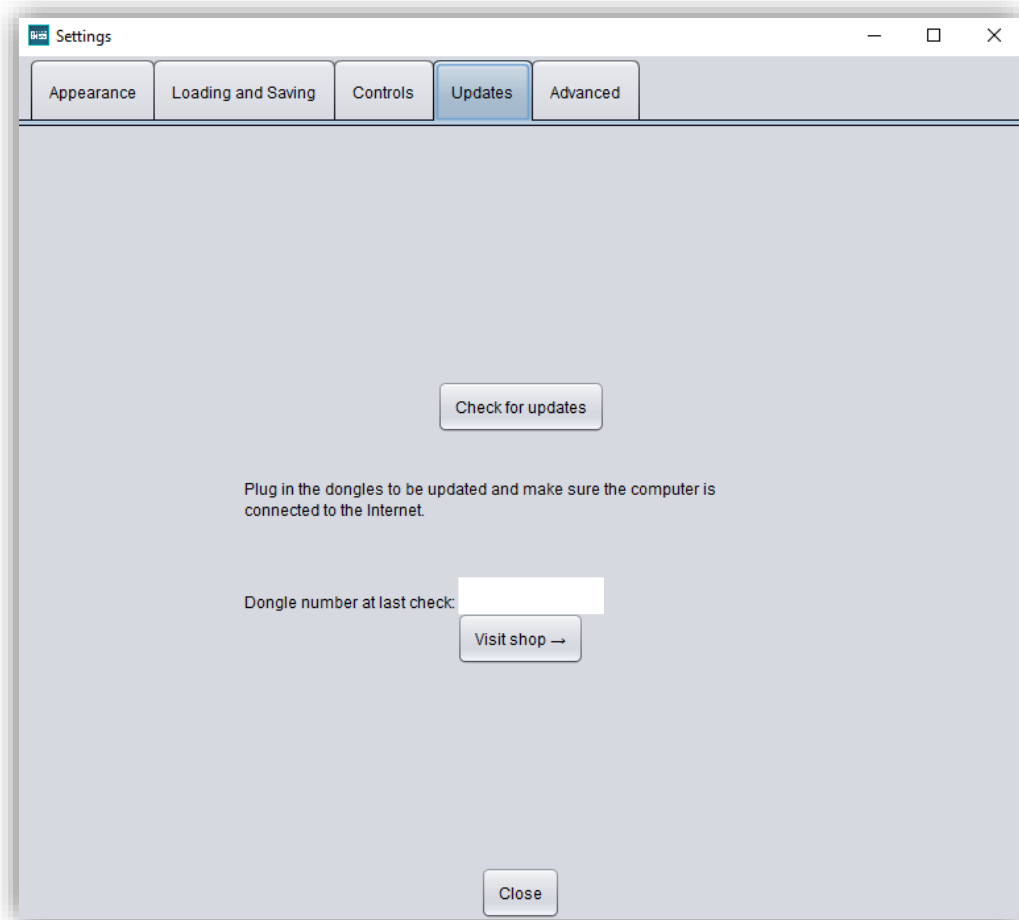 Settings
Appearance Loading and Saving Controls Updates Advanced
Check for updates
Plug in the dongles to be updated and make sure the computer is
connected to the Internet.
Dongle number at last check:
Visit shop →
Close